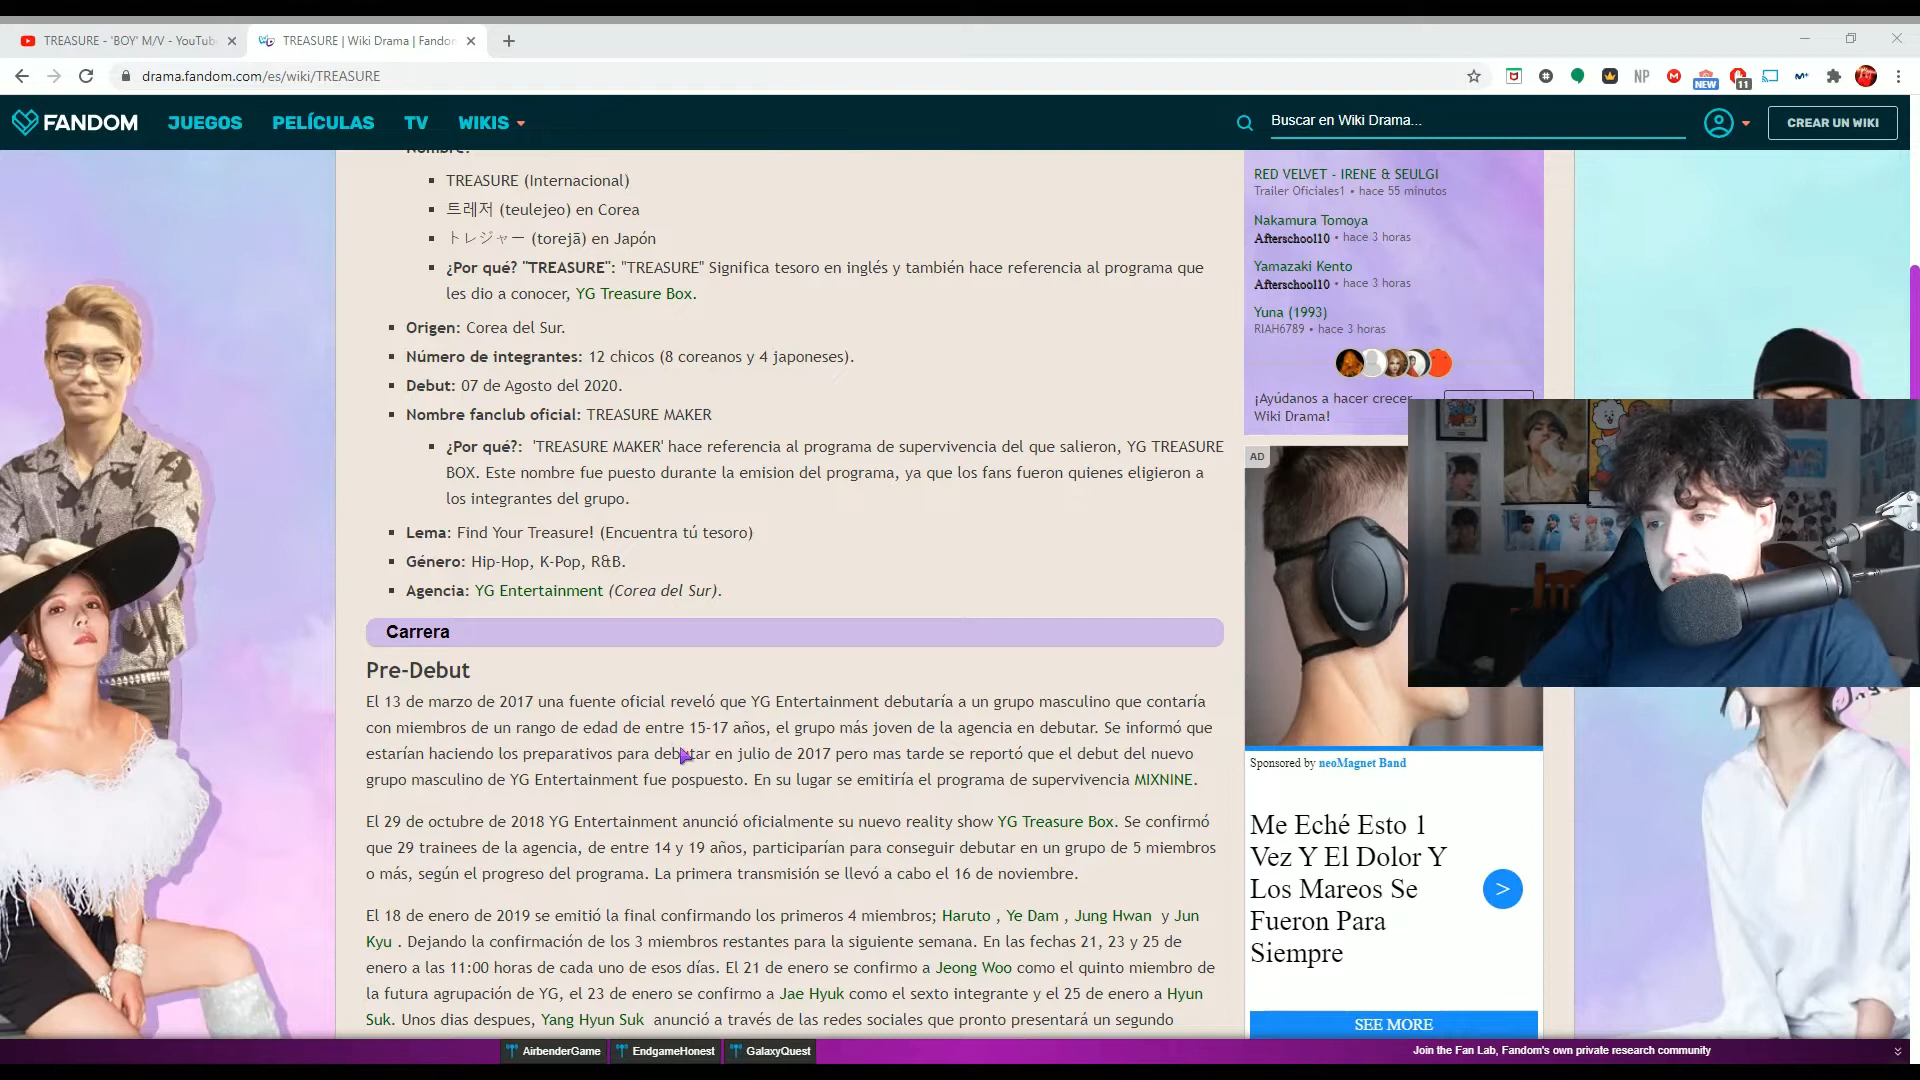 TREASURE - 'BOY' M/V - YouTub
TREASURE | Wiki Drama | Fando
drama.fandom.com/es/wiki/TREASURE
NP
NEW
11
FANDOM
JUEGOS
PELÍCULAS
TV
WIKIS
Buscar en Wiki Drama...
CREAR UN WIKI
Nombre:
TREASURE (Internacional)
트레저 (teulejeo) en Corea
トレジャー (torejā) en Japón
¿Por qué? "TREASURE": "TREASURE" Significa tesoro en inglés y también hace referencia al programa que
les dio a conocer, YG Treasure Box.
Origen: Corea del Sur.
Número de integrantes: 12 chicos (8 coreanos y 4 japoneses).
Debut: 07 de Agosto del 2020.
Nombre fanclub oficial: TREASURE MAKER
¿Por qué?: 'TREASURE MAKER' hace referencia al programa de supervivencia del que salieron, YG TREASURE
BOX. Este nombre fue puesto durante la emision del programa, ya que los fans fueron quienes eligieron a
los integrantes del grupo.
Lema: Find Your Treasure! (Encuentra tú tesoro)
Género: Hip-Hop, K-Pop, R&B.
Agencia: YG Entertainment (Corea del Sur).
Carrera
Pre-Debut
El 13 de marzo de 2017 una fuente oficial reveló que YG Entertainment debutaría a un grupo masculino que contaría
con miembros de un rango de edad de entre 15-17 años, el grupo más joven de la agencia en debutar. Se informó que
estarían haciendo los preparativos para debutar en julio de 2017 pero mas tarde se reportó que el debut del nuevo
grupo masculino de YG Entertainment fue pospuesto. En su lugar se emitiría el programa de supervivencia MIXNINE.
El 29 de octubre de 2018 YG Entertainment anunció oficialmente su nuevo reality show YG Treasure Box. Se confirmó
que 29 trainees de la agencia, de entre 14 y 19 años, participarían para conseguir debutar en un grupo de 5 miembros
o más, según el progreso del programa. La primera transmisión se llevó a cabo el 16 de noviembre.
El 18 de enero de 2019 se emitió la final confirmando los primeros 4 miembros; Haruto , Ye Dam , Jung Hwan y Jun
Kyu . Dejando la confirmación de los 3 miembros restantes para la siguiente semana. En las fechas 21, 23 y 25 de
enero a las 11:00 horas de cada uno de esos días. El 21 de enero se confirmo a Jeong Woo como el quinto miembro de
la futura agrupación de YG, el 23 de enero se confirmo a Jae Hyuk como el sexto integrante y el 25 de enero a Hyun
Suk. Unos dias despues, Yang Hyun Suk anunció a través de las redes sociales que pronto presentará un segundo
RED VELVET - IRENE & SEULGI
Trailer Oficiales1 • hace 55 minutos
Nakamura Tomoya
Afterschool10 • hace 3 horas
Yamazaki Kento
Afterschool10 • hace 3 horas
Yuna (1993)
RIAH6789 • hace 3 horas
¡Ayúdanos a hacer crecer
Wiki Drama!
AD
Sponsored by neoMagnet Band
Me Eché Esto 1
Vez Y El Dolor Y
Los Mareos Se
Fueron Para
Siempre
SEE MORE
AirbenderGame
EndgameHonest
GalaxyQuest
Join the Fan Lab, Fandom's own private research community